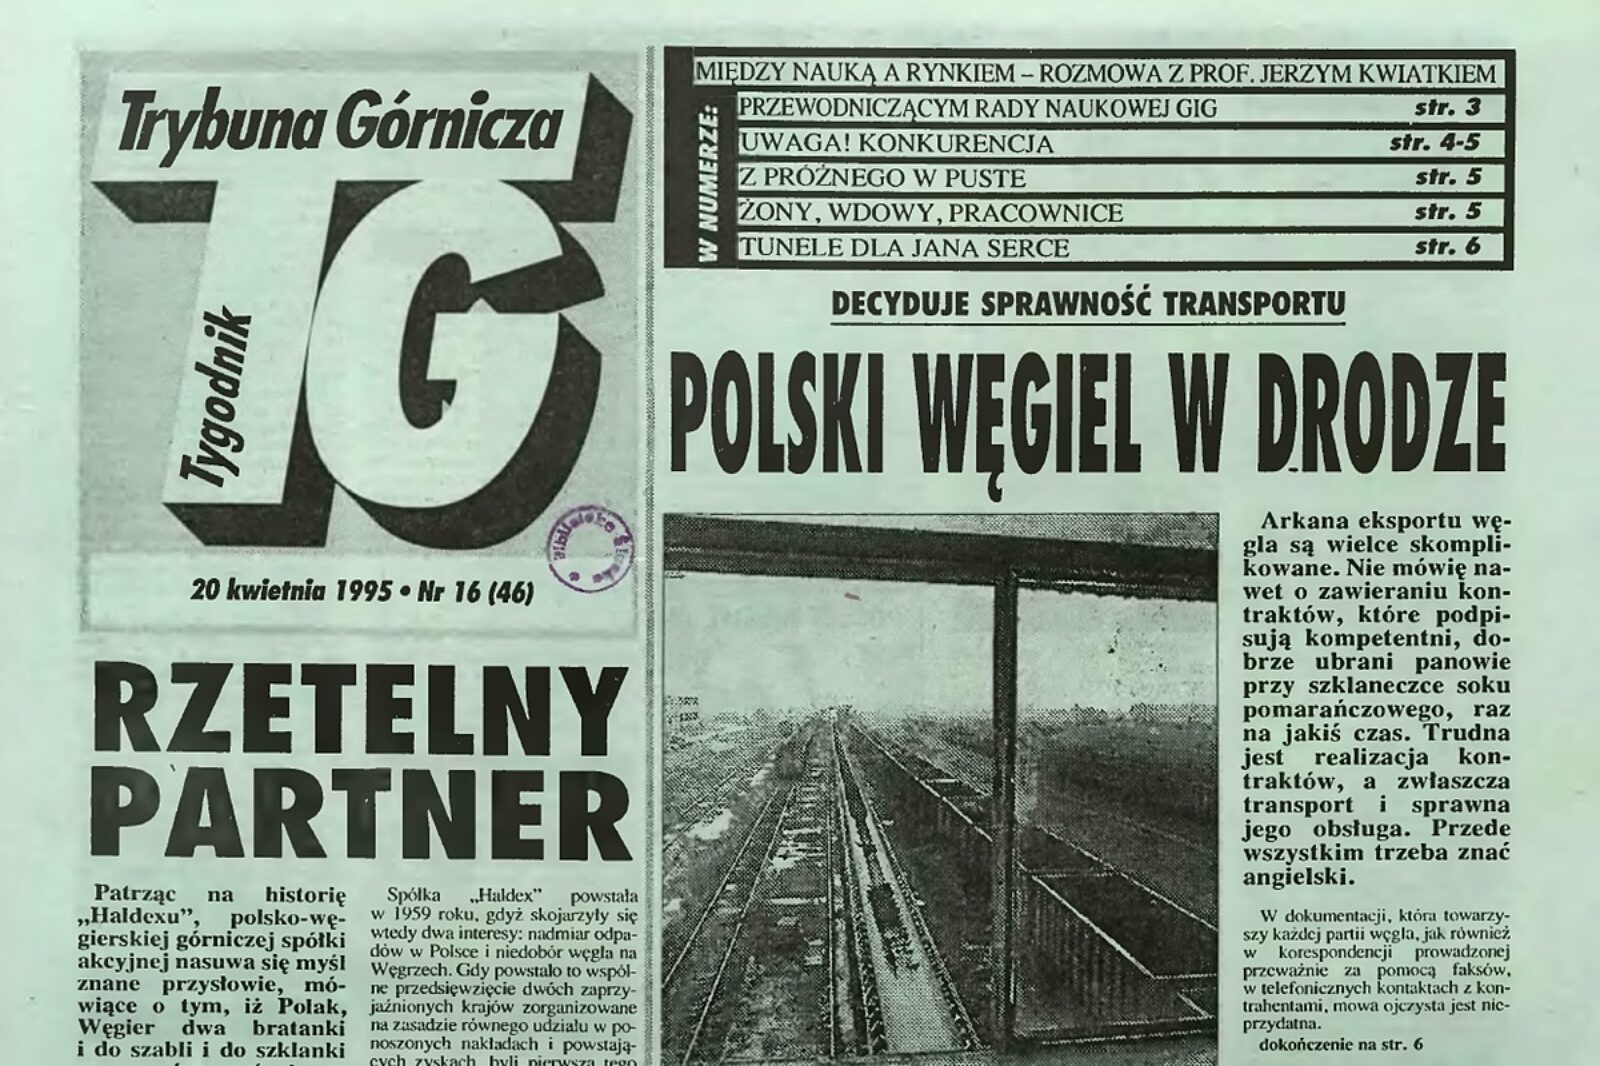 Trybuna Górnicza
TG
Tygodnik
20 kwietnia 1995 • Nr 16 (46)
W NUMERZE:
MIĘDZY NAUKĄ A RYNKIEM – ROZMOWA Z PROF. JERZYM KWIATKIEM
PRZEWODNICZĄCYM RADY NAUKOWEJ GIG str. 3
UWAGA! KONKURENCJA str. 4-5
Z PRÓŻNEGO W PUSTE str. 5
ŻONY, WDOWY, PRACOWNICE str. 5
TUNELE DLA JANA SERCE str. 6
DECYDUJE SPRAWNOŚĆ TRANSPORTU
POLSKI WĘGIEL W DRODZE
Arkana eksportu wę-
gla są wielce skompli-
kowane. Nie mówię na-
wet o zawieraniu kon-
traktów, które podpi-
sują kompetentni, do-
brze ubrani panowie
przy szklaneczce soku
pomarańczowego, raz
na jakiś czas. Trudna
jest realizacja kon-
traktów, a zwłaszcza
transport i sprawna
jego obsługa. Przede
wszystkim trzeba znać
angielski.
W dokumentacji, która towarzy-
szy każdej partii węgla, jak również
w korespondencji prowadzonej
przeważnie za pomocą faksów,
w telefonicznych kontaktach z kon-
trahentami, mowa ojczysta jest nie-
przydatna.
dokończenie na str. 6
RZETELNY
PARTNER
Patrząc na historię
„Haldexu”, polsko-wę-
gierskiej górniczej spółki
akcyjnej nasuwa się myśl
znane przysłowie, mó-
wiące o tym, iż Polak,
Węgier dwa bratanki
i do szabli i do szklanki
Spółka „Haldex” powstała
w 1959 roku, gdyż skojarzyły się
wtedy dwa interesy: nadmiar odpa-
dów w Polsce i niedobór węgla na
Węgrzech. Gdy powstało to wspól-
ne przedsięwzięcie dwóch zaprzy-
jaźnionych krajów zorganizowane
na zasadzie równego udziału w po-
noszonych nakładach i powstają-
cych zyskach, byli pierwszą tego